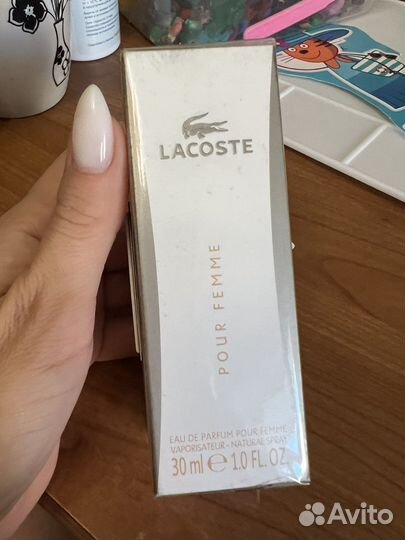 LACOSTE
POUR FEMME
EAU DE PARFUM POUR FEMME
VAPORISATEUR - NATURAL SPRAY
30 ml e 1.0 FL. OZ.
Avito